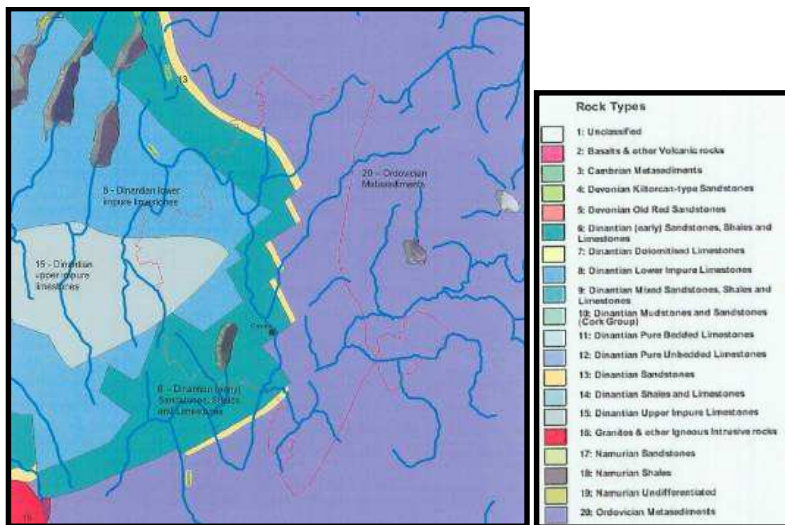 13
20 – Ordovician
Metasediments
8 – Dinantian lower
impure limestones
15 - Dinantian
upper impure
limestones
6 – Dinantian (early)
Sandstones, Shales
and Limestones
16
Rock Types
1: Unclassified
2: Basalts & other Volcanic rocks
3: Cambrian Metasediments
4: Devonian Kiltorcan-type Sandstones
5: Devonian Old Red Sandstones
6: Dinantian (early) Sandstones, Shales and
Limestones
7: Dinantian Dolomitised Limestones
8: Dinantian Lower Impure Limestones
9: Dinantian Mixed Sandstones, Shales and
Limestones
10: Dinantian Mudstones and Sandstones
(Cork Group)
11: Dinantian Pure Bedded Limestones
12: Dinantian Pure Unbedded Limestones
13: Dinantian Sandstones
14: Dinantian Shales and Limestones
15: Dinantian Upper Impure Limestones
16: Granites & other Igneous Intrusive rocks
17: Namurian Sandstones
18: Namurian Shales
19: Namurian Undifferentiated
20: Ordovician Metasediments